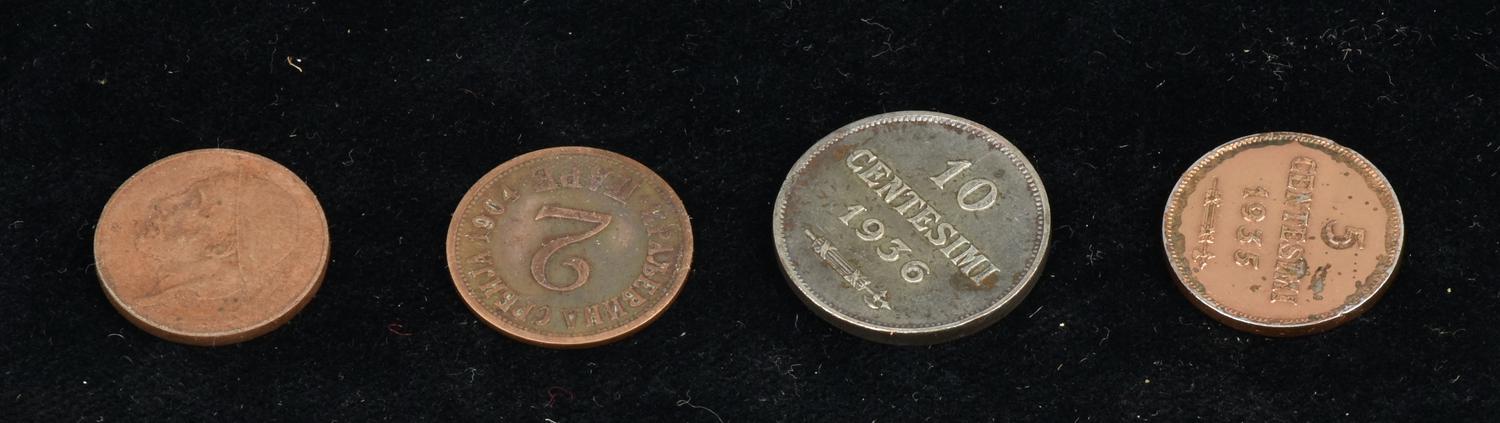 КРАЉЕВИНА СРБИЈА 1904
2
ПАРЕ
10
CENTESIMI
1936
5
CENTESIMI
1935